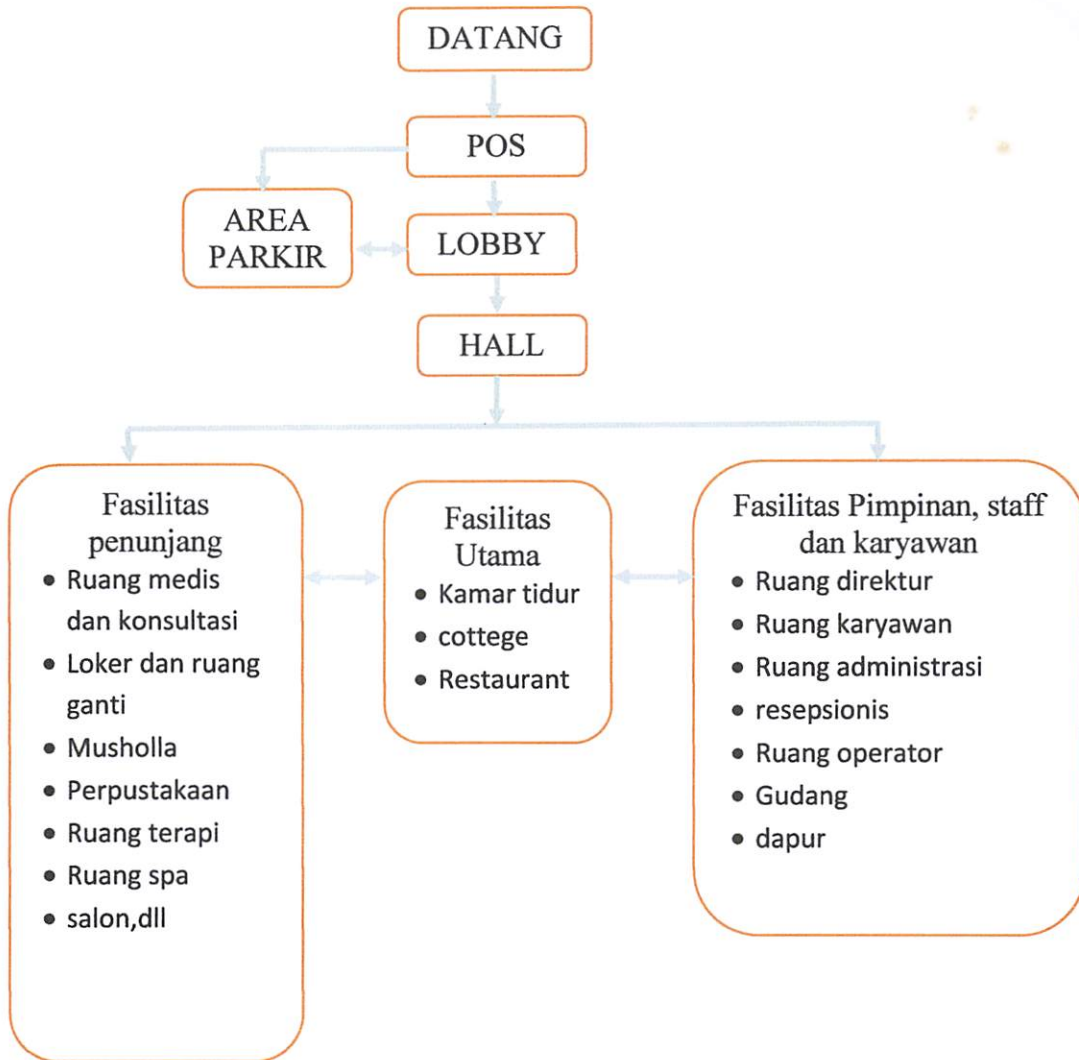 DATANG
POS
AREA
PARKIR
LOBBY
HALL
Fasilitas
penunjang
• Ruang medis
dan konsultasi
• Loker dan ruang
ganti
• Musholla
• Perpustakaan
• Ruang terapi
• Ruang spa
• salon,dll
Fasilitas
Utama
• Kamar tidur
• cottege
• Restaurant
Fasilitas Pimpinan, staff
dan karyawan
• Ruang direktur
• Ruang karyawan
• Ruang administrasi
• resepsionis
• Ruang operator
• Gudang
• dapur